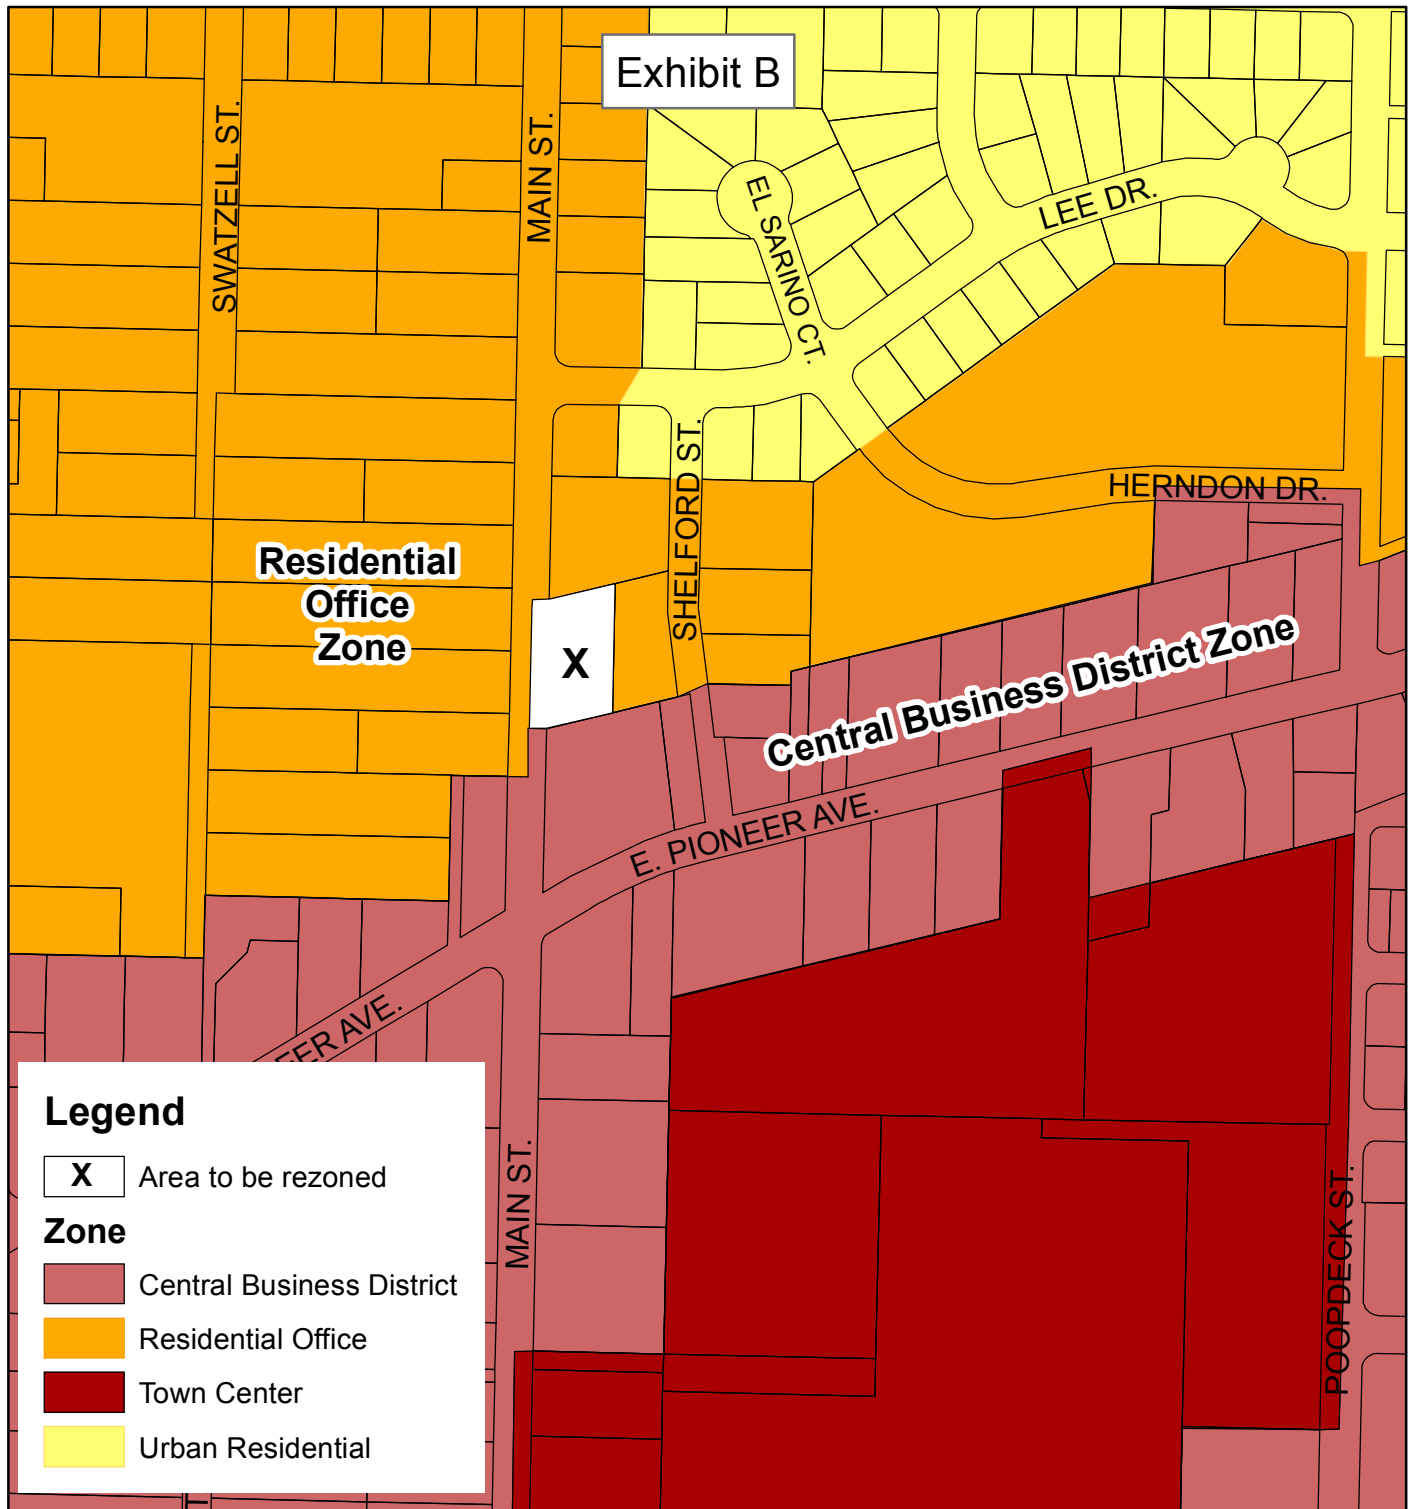 Exhibit B
SWATZELL ST.
MAIN ST.
EL SARINO CT.
LEE DR.
SHELFORD ST.
HERNDON DR.
Residential
Office
Zone
X
Central Business District Zone
E. PIONEER AVE.
EER AVE.
MAIN ST.
POOPDECK ST.
Legend
X Area to be rezoned
Zone
Central Business District
Residential Office
Town Center
Urban Residential
T